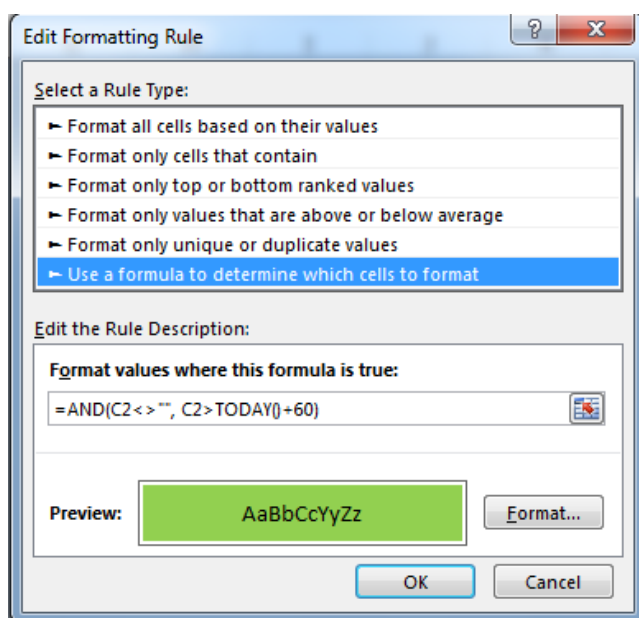 Edit Formatting Rule
?
X
Select a Rule Type:
► Format all cells based on their values
► Format only cells that contain
► Format only top or bottom ranked values
► Format only values that are above or below average
► Format only unique or duplicate values
► Use a formula to determine which cells to format
Edit the Rule Description:
Format values where this formula is true:
=AND(C2<>"", C2>TODAY()+60)
Preview: AaBbCcYyZz Format...
OK Cancel